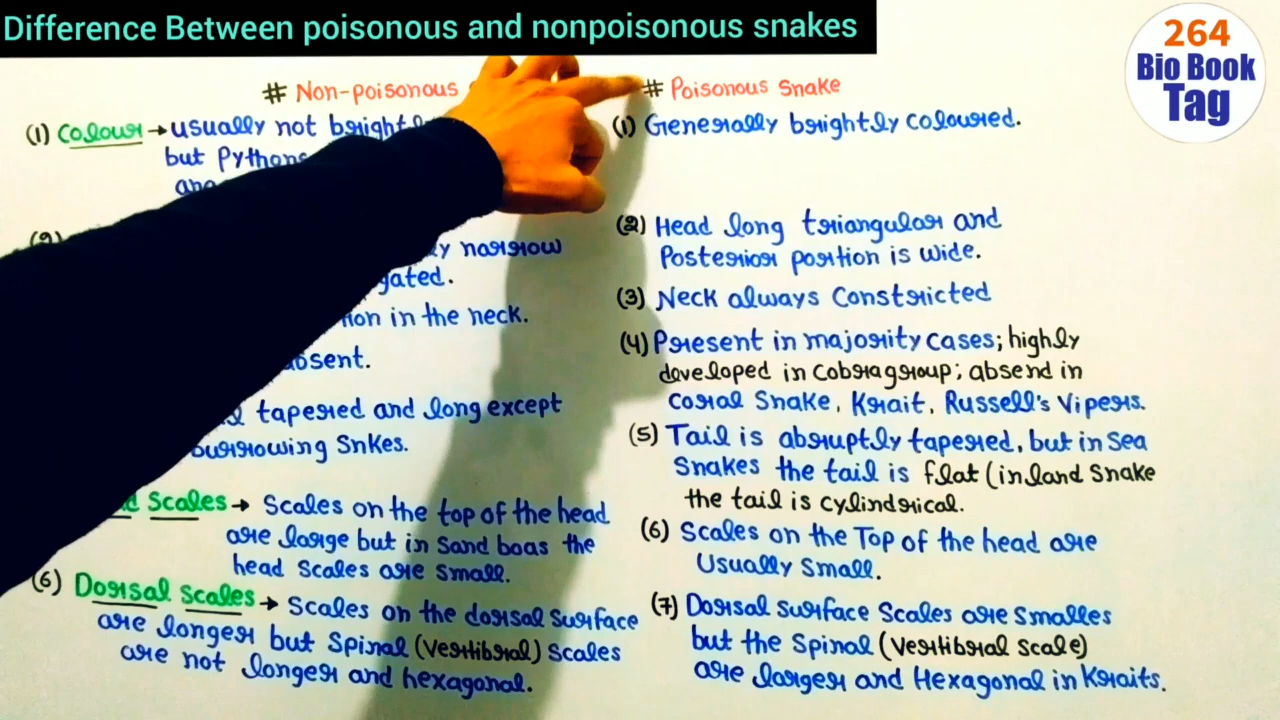 Difference Between poisonous and nonpoisonous snakes
264
Bio Book
Tag
# Non-poisonous
(1) Colour → usually not
but Pythons
are
narrow
tion in the neck.
absent.
tapered and long except
burrowing Snkes.
Scales → Scales on the top of the head
are large but in Sand boas the
head Scales are small.
(6) Dorsal Scales → Scales on the dorsal surface
are longer but Spinal (Vertibral) Scales
are not longer and hexagonal.
# Poisonous Snake
(1) Generally brightly coloured.
(2) Head long triangular and
Posterior portion is wide.
(3) Neck always Constricted
(4) Present in majority cases; highly
developed in Cobra group; absend in
Coral Snake, Krait, Russell's Vipers.
(5) Tail is abruptly tapered, but in Sea
Snakes the tail is flat (in land Snake
the tail is cylindrical.
(6) Scales on the Top of the head are
Usually Small.
(7) Dorsal surface Scales are Smalles
but the Spinal (Vertibral Scale)
are larger and Hexagonal in Kraits.